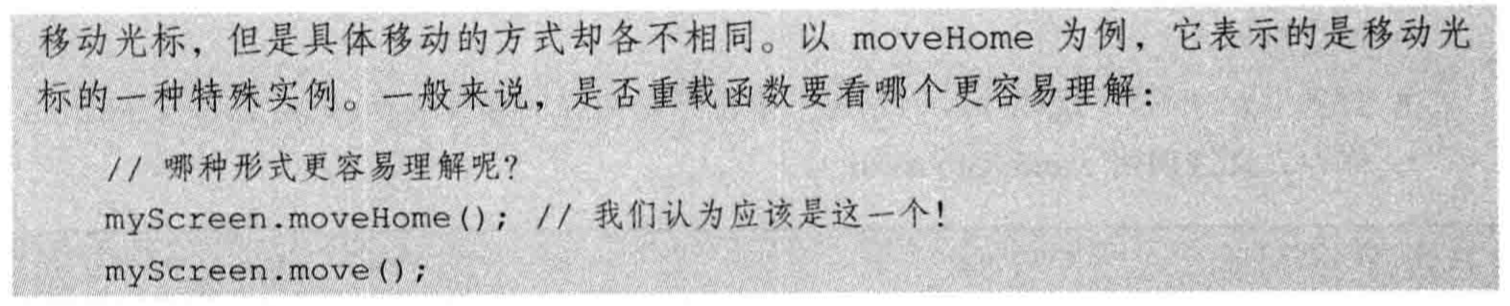 移动光标，但是具体移动的方式却各不相同。以 moveHome 为例，它表示的是移动光
标的一种特殊实例。一般来说，是否重载函数要看哪个更容易理解：
// 哪种形式更容易理解呢?
myScreen.moveHome(); // 我们认为应该是这一个!
myScreen.move();